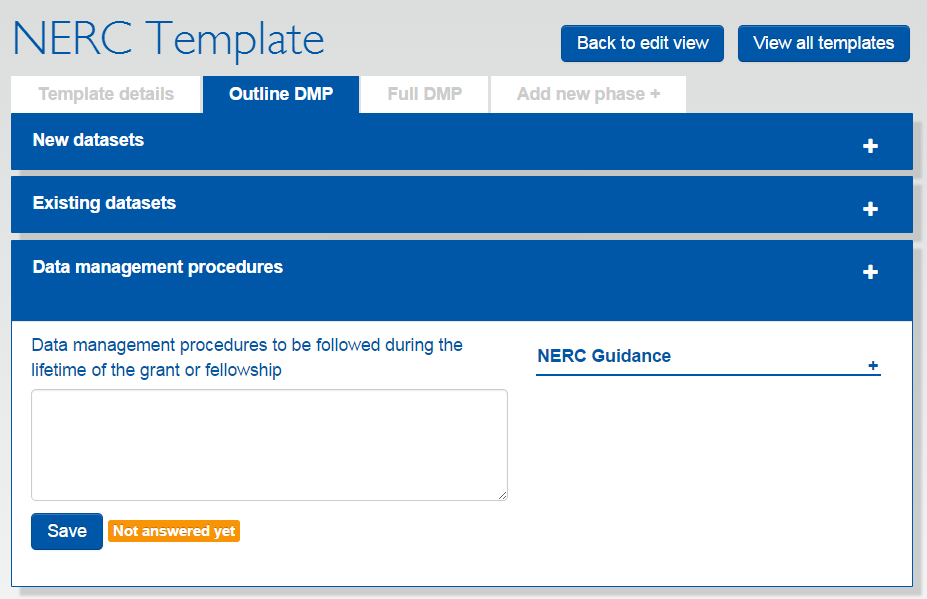 NERC Template
Back to edit view
View all templates
Template details
Outline DMP
Full DMP
Add new phase +
New datasets
+
Existing datasets
+
Data management procedures
+
Data management procedures to be followed during the
lifetime of the grant or fellowship
NERC Guidance
+
Save
Not answered yet